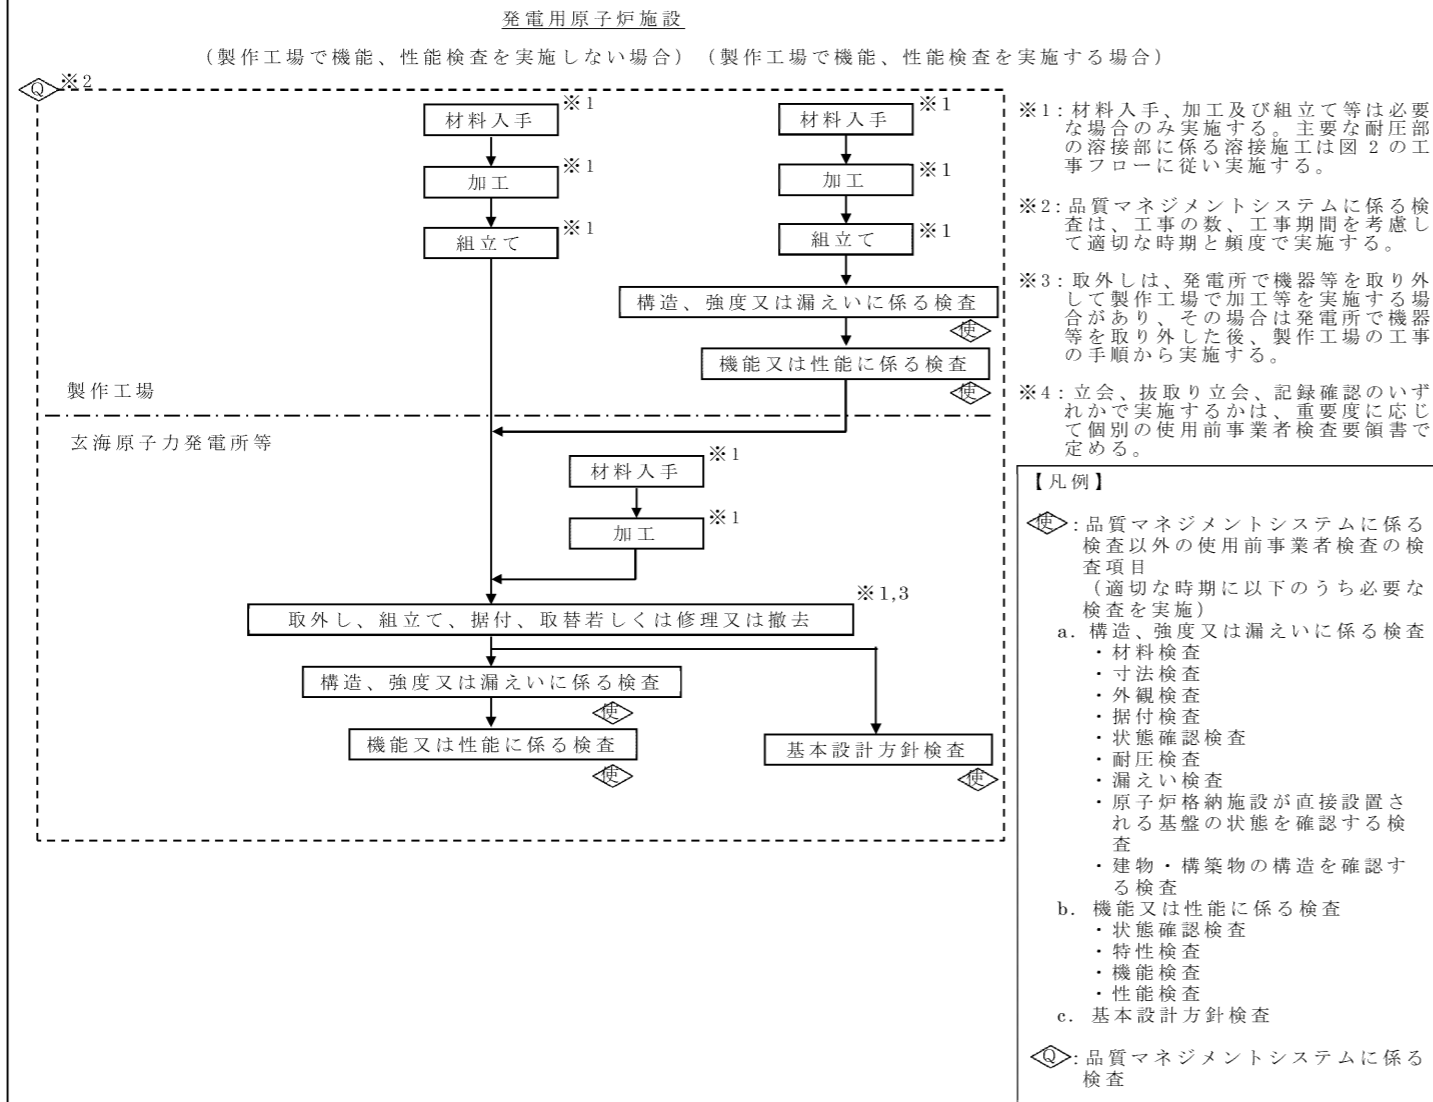 発電用原子炉施設
（製作工場で機能、性能検査を実施しない場合）（製作工場で機能、性能検査を実施する場合）
Q ※2
材料入手 ※1
加工 ※1
組立て ※1
材料入手 ※1
加工 ※1
組立て ※1
構造、強度又は漏えいに係る検査
使
機能又は性能に係る検査
使
製作工場
玄海原子力発電所等
材料入手 ※1
加工 ※1
※1,3
取外し、組立て、据付、取替若しくは修理又は撤去
構造、強度又は漏えいに係る検査
使
機能又は性能に係る検査
使
基本設計方針検査
使
※1：材料入手、加工及び組立て等は必要
な場合のみ実施する。主要な耐圧部
の溶接部に係る溶接施工は図2の工
事フローに従い実施する。
※2：品質マネジメントシステムに係る検
査は、工事の数、工事期間を考慮し
て適切な時期と頻度で実施する。
※3：取外しは、発電所で機器等を取り外
して製作工場で加工等を実施する場
合があり、その場合は発電所で機器
等を取り外した後、製作工場の工事
の手順から実施する。
※4：立会、抜取り立会、記録確認のいず
れかで実施するかは、重要度に応じ
て個別の使用前事業者検査要領書で
定める。
【凡例】
使：品質マネジメントシステムに係る
検査以外の使用前事業者検査の検
査項目
（適切な時期に以下のうち必要な
検査を実施）
a. 構造、強度又は漏えいに係る検査
・材料検査
・寸法検査
・外観検査
・据付検査
・状態確認検査
・耐圧検査
・漏えい検査
・原子炉格納施設が直接設置さ
れる基盤の状態を確認する検
査
・建物・構築物の構造を確認す
る検査
b. 機能又は性能に係る検査
・状態確認検査
・特性検査
・機能検査
・性能検査
c. 基本設計方針検査
Q：品質マネジメントシステムに係る
検査